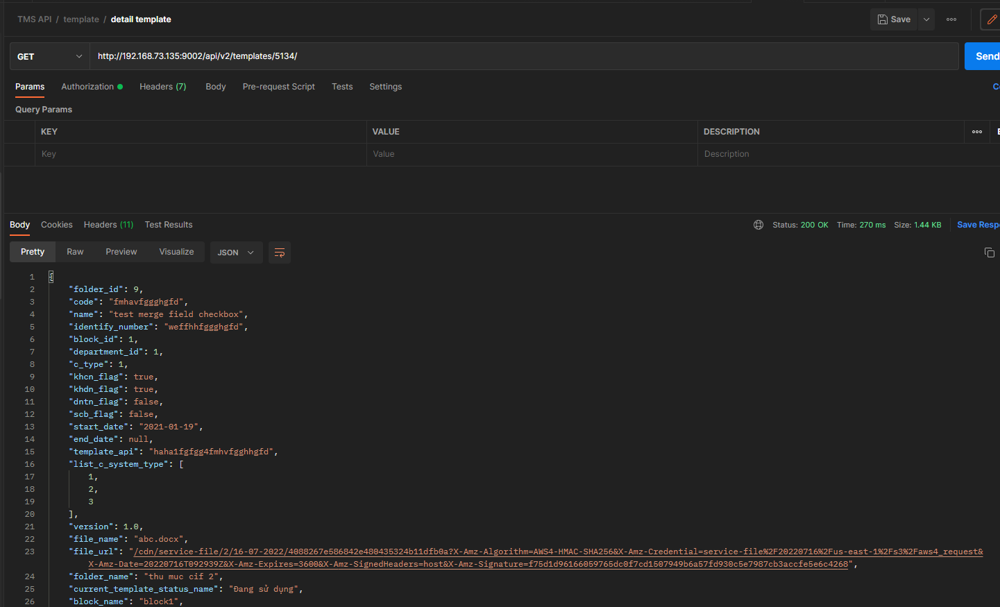 TMS API / template / detail template
Save
GET
http://192.168.73.135:9002/api/v2/templates/5134/
Send
Params Authorization Headers (7) Body Pre-request Script Tests Settings
Query Params
KEY VALUE DESCRIPTION
Key Value Description
Body Cookies Headers (11) Test Results
Status: 200 OK Time: 270 ms Size: 1.44 KB Save Resp
Pretty Raw Preview Visualize JSON
1 {
2 "folder_id": 9,
3 "code": "fmhavfggghgfd",
4 "name": "test merge field checkbox",
5 "identify_number": "weffhhfggghgfd",
6 "block_id": 1,
7 "department_id": 1,
8 "c_type": 1,
9 "khcn_flag": true,
10 "khdn_flag": true,
11 "dntn_flag": false,
12 "scb_flag": false,
13 "start_date": "2021-01-19",
14 "end_date": null,
15 "template_api": "haha1fgfgg4fmhvfgghhgfd",
16 "list_c_system_type": [
17 1,
18 2,
19 3
20 ],
21 "version": 1.0,
22 "file_name": "abc.docx",
23 "file_url": "/cdn/service-file/2/16-07-2022/4088267e586842e480435324b11dfb0a?X-Amz-Algorithm=AWS4-HMAC-SHA256&X-Amz-Credential=service-file%2F20220716%2Fus-east-1%2Fs3%2Faws4_request&
X-Amz-Date=20220716T092939Z&X-Amz-Expires=3600&X-Amz-SignedHeaders=host&X-Amz-Signature=f75d1d96166059765dc0f7cd1507949b6a57fd930c5e7987cb3accfe5e6c4268",
24 "folder_name": "thu muc cif 2",
25 "current_template_status_name": "Đang sử dụng",
26 "block_name": "block1",